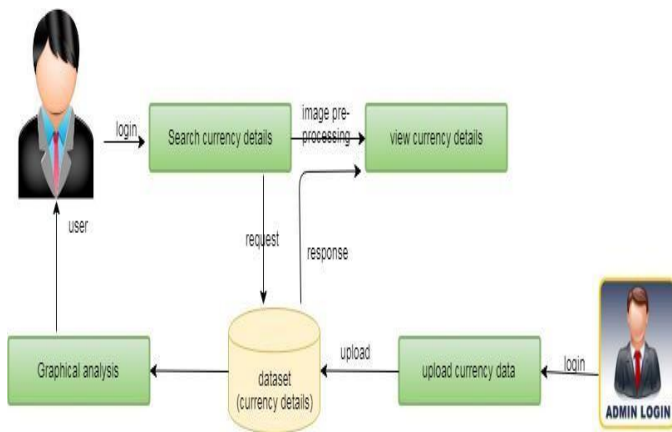 login
Search currency details
image pre-
processing
view currency details
user
request
response
Graphical analysis
dataset
(currency details)
upload
upload currency data
login
ADMIN LOGIN